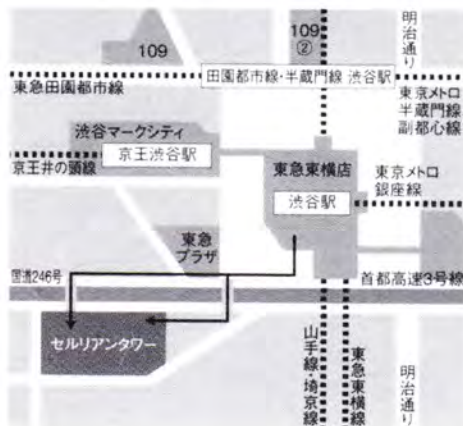 109
109
②
明治通り
田園都市線・半蔵門線 渋谷駅
東急田園都市線
東京メトロ
半蔵門線
副都心線
渋谷マークシティ
京王渋谷駅
京王井の頭線
東急東横店
渋谷駅
東京メトロ
銀座線
東急
プラザ
国道246号
首都高速3号線
セルリアンタワー
山手線・埼京線
東急東横線
明治通り